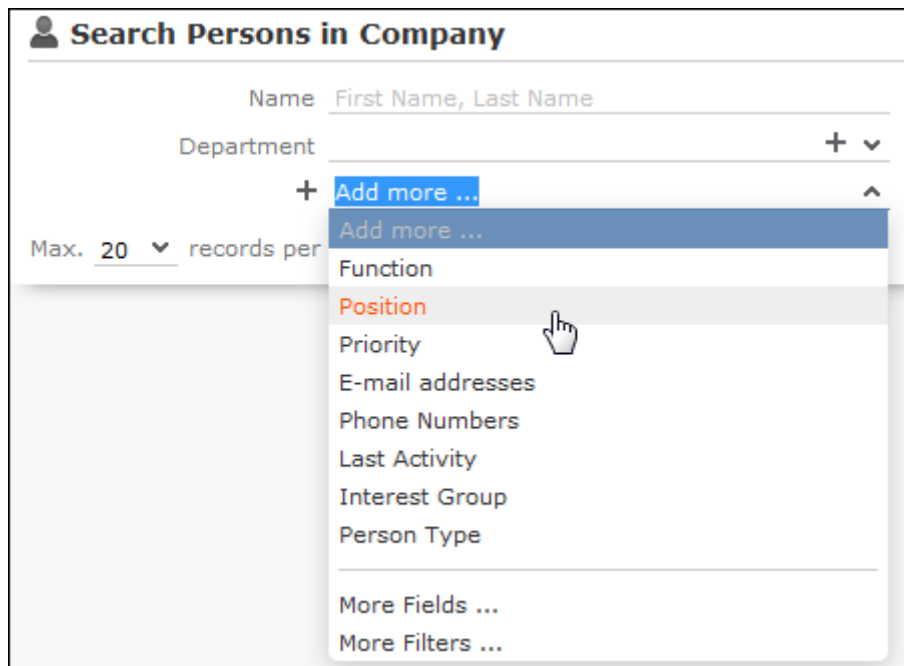 Search Persons in Company
Name First Name, Last Name
Department
Add more ...
Add more ...
Max. 20 records per
Function
Position
Priority
E-mail addresses
Phone Numbers
Last Activity
Interest Group
Person Type
More Fields ...
More Filters ...